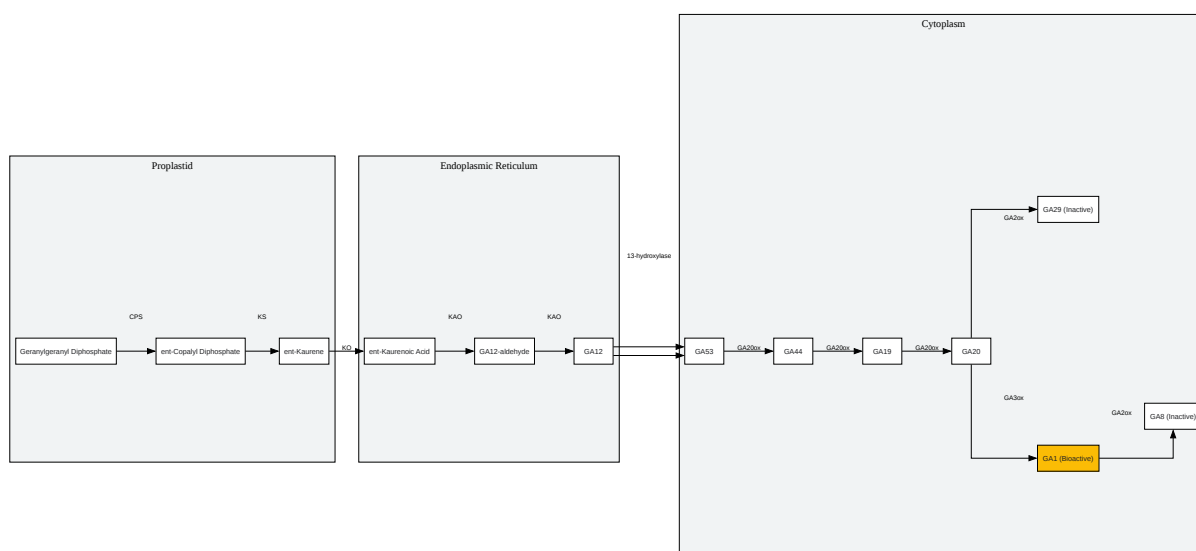 Cytoplasm
Proplastid
Endoplasmic Reticulum
GA29 (Inactive)
GA2ox
13-hydroxylase
CPS
KS
KAO
KAO
Geranylgeranyl Diphosphate
ent-Copalyl Diphosphate
ent-Kaurene
KO
ent-Kaurenoic Acid
GA12-aldehyde
GA12
GA53
GA20ox
GA44
GA20ox
GA19
GA20ox
GA20
GA3ox
GA2ox
GA8 (Inactive)
GA1 (Bioactive)